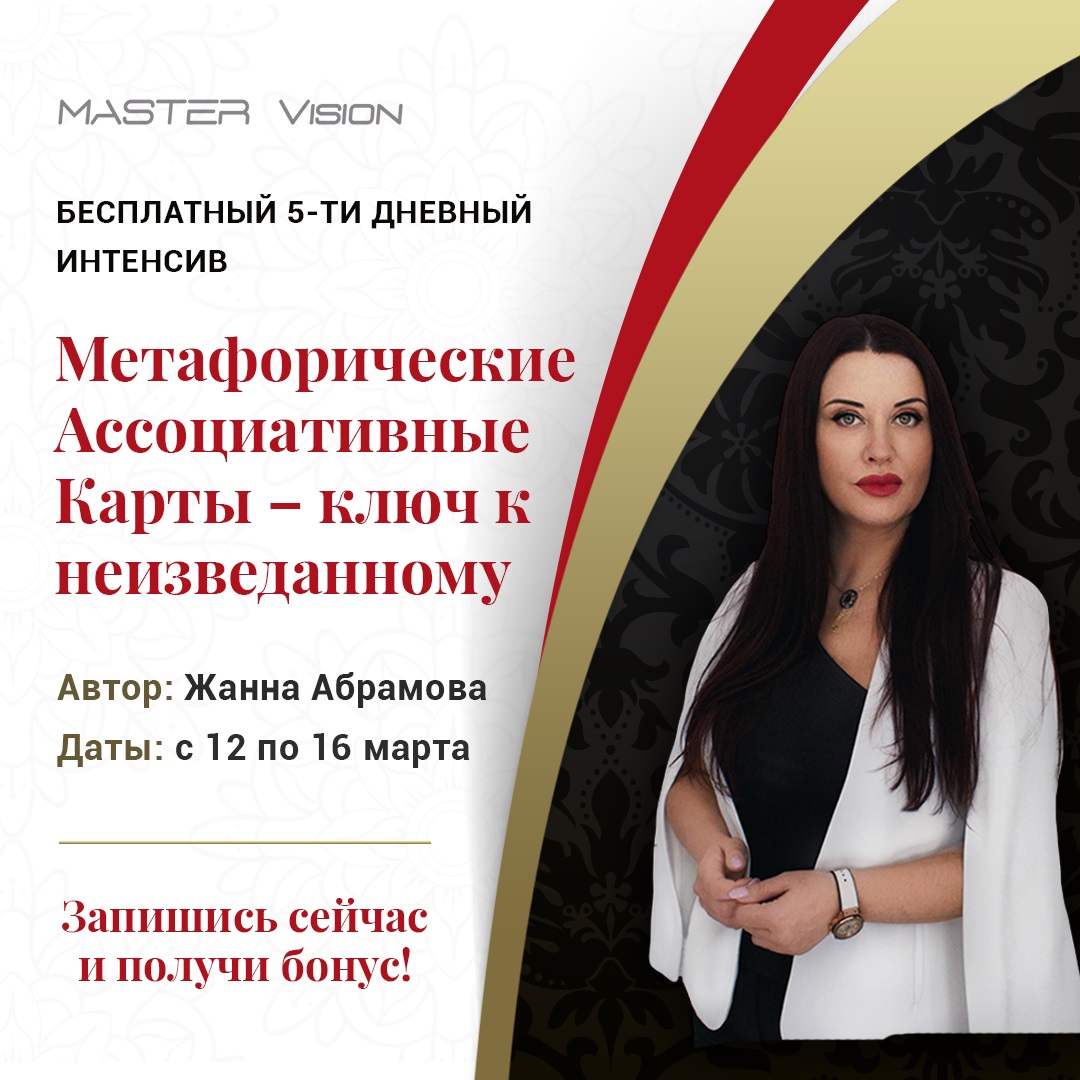 MASTER VISION
БЕСПЛАТНЫЙ 5-ТИ ДНЕВНЫЙ
ИНТЕНСИВ
Метафорические
Ассоциативные
Карты – ключ к
неизведанному
Автор: Жанна Абрамова
Даты: с 12 по 16 марта
Запишись сейчас
и получи бонус!